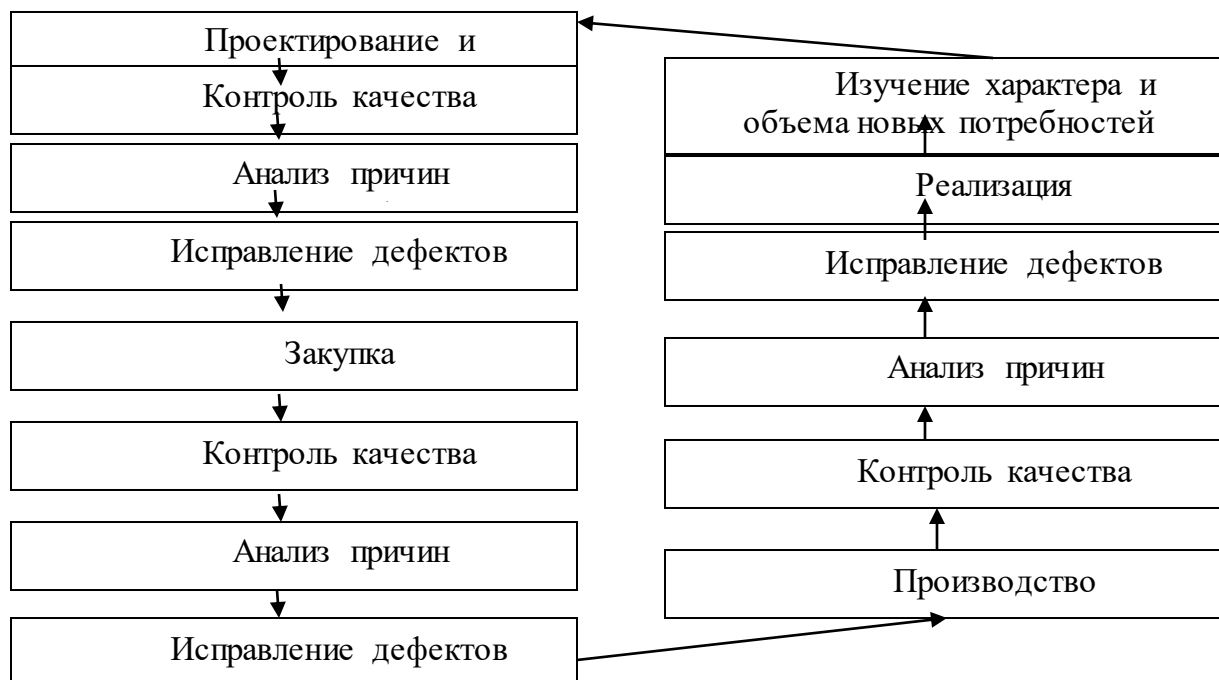 Проектирование и
Контроль качества
Анализ причин
Исправление дефектов
Закупка
Контроль качества
Анализ причин
Исправление дефектов
Изучение характера и
объема новых потребностей
Реализация
Исправление дефектов
Анализ причин
Контроль качества
Производство